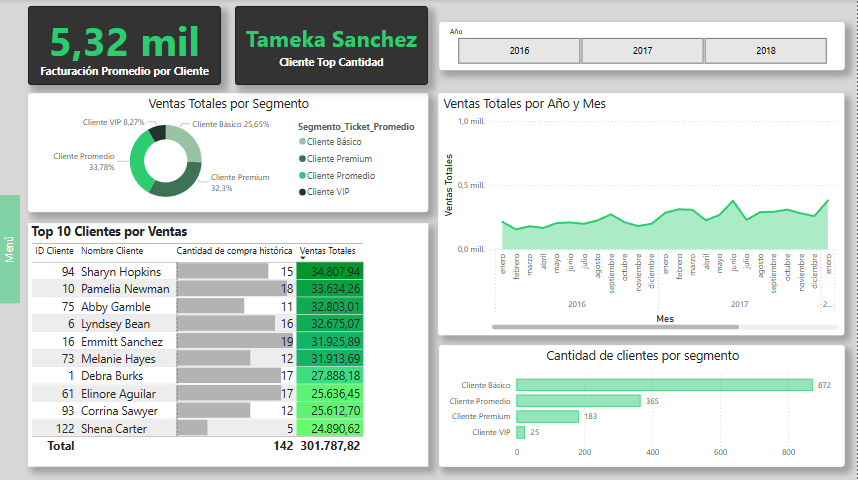 5,32 mil
Facturación Promedio por Cliente
Tameka Sanchez
Cliente Top Cantidad
Año
2016 2017 2018
Menú
Ventas Totales por Segmento
Cliente VIP 8,27%
Cliente Básico 25,65%
Cliente Promedio
33,78%
Cliente Premium
32,3%
Segmento_Ticket_Promedio
Cliente Básico
Cliente Premium
Cliente Promedio
Cliente VIP
Ventas Totales por Año y Mes
Ventas Totales
1,0 mill.
0,5 mill.
0,0 mill.
enero febrero marzo abril mayo junio julio agosto septiembre octubre noviembre diciembre enero febrero marzo abril mayo junio julio agosto septiembre octubre noviembre diciembre enero
2016 2017 2...
Mes
Top 10 Clientes por Ventas
ID Cliente Nombre Cliente Cantidad de compra histórica Ventas Totales
94 Sharyn Hopkins 15 34.807,94
10 Pamelia Newman 18 33.634,26
75 Abby Gamble 11 32.803,01
6 Lyndsey Bean 16 32.675,07
16 Emmitt Sanchez 19 31.925,89
73 Melanie Hayes 12 31.913,69
1 Debra Burks 17 27.888,18
61 Elinore Aguilar 17 25.636,45
93 Corrina Sawyer 12 25.612,70
122 Shena Carter 5 24.890,62
Total 142 301.787,82
Cantidad de clientes por segmento
Cliente Básico 872
Cliente Promedio 365
Cliente Premium 183
Cliente VIP 25
0 200 400 600 800